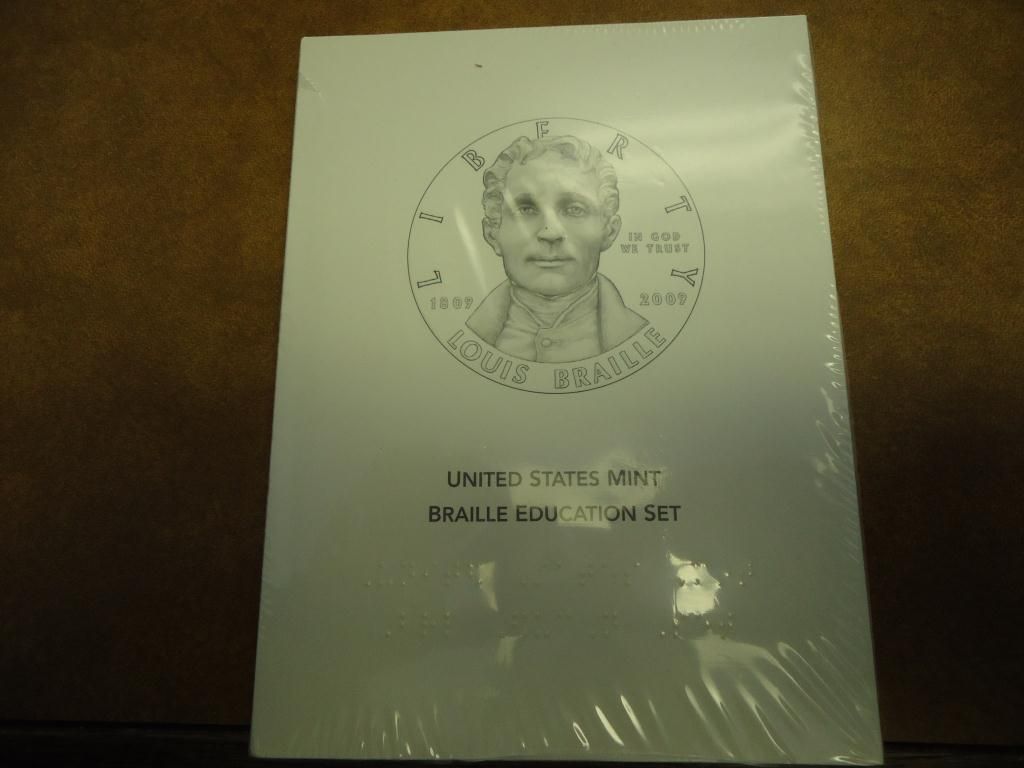 LIBERTY
IN GOD
WE TRUST
1809 2009
LOUIS BRAILLE
UNITED STATES MINT
BRAILLE EDUCATION SET